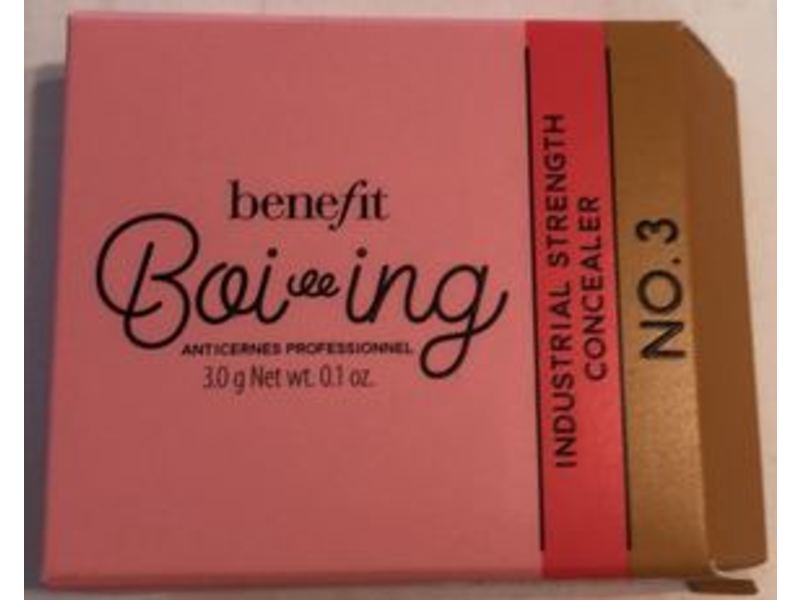 benefit
Boi-ing
ANTICERNES PROFESSIONNEL
3.0 g Net wt. 0.1 oz.
INDUSTRIAL STRENGTH
CONCEALER
NO. 3